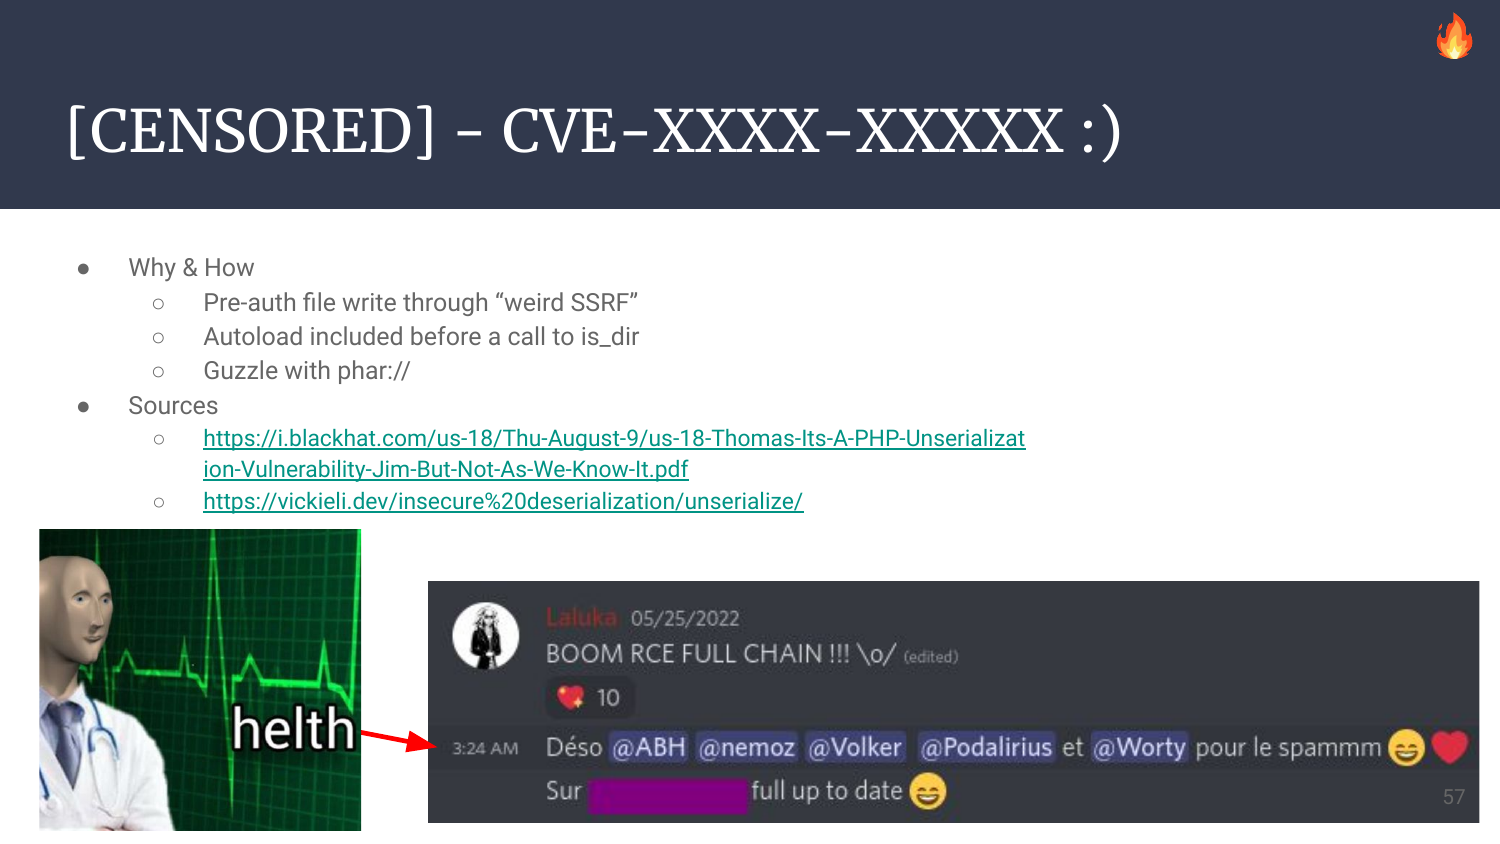 [CENSORED] - CVE-XXXX-XXXXX :)
● Why & How
○ Pre-auth file write through “weird SSRF”
○ Autoload included before a call to is_dir
○ Guzzle with phar://
● Sources
○ https://i.blackhat.com/us-18/Thu-August-9/us-18-Thomas-Its-A-PHP-Unserializat
ion-Vulnerability-Jim-But-Not-As-We-Know-It.pdf
○ https://vickieli.dev/insecure%20deserialization/unserialize/
helth
Laluka 05/25/2022
BOOM RCE FULL CHAIN !!! \o/ (edited)
💖 10
3:24 AM Déso @ABH @nemoz @Volker @Podalirius et @Worty pour le spammm 😄 ❤️
Sur full up to date 😄
57